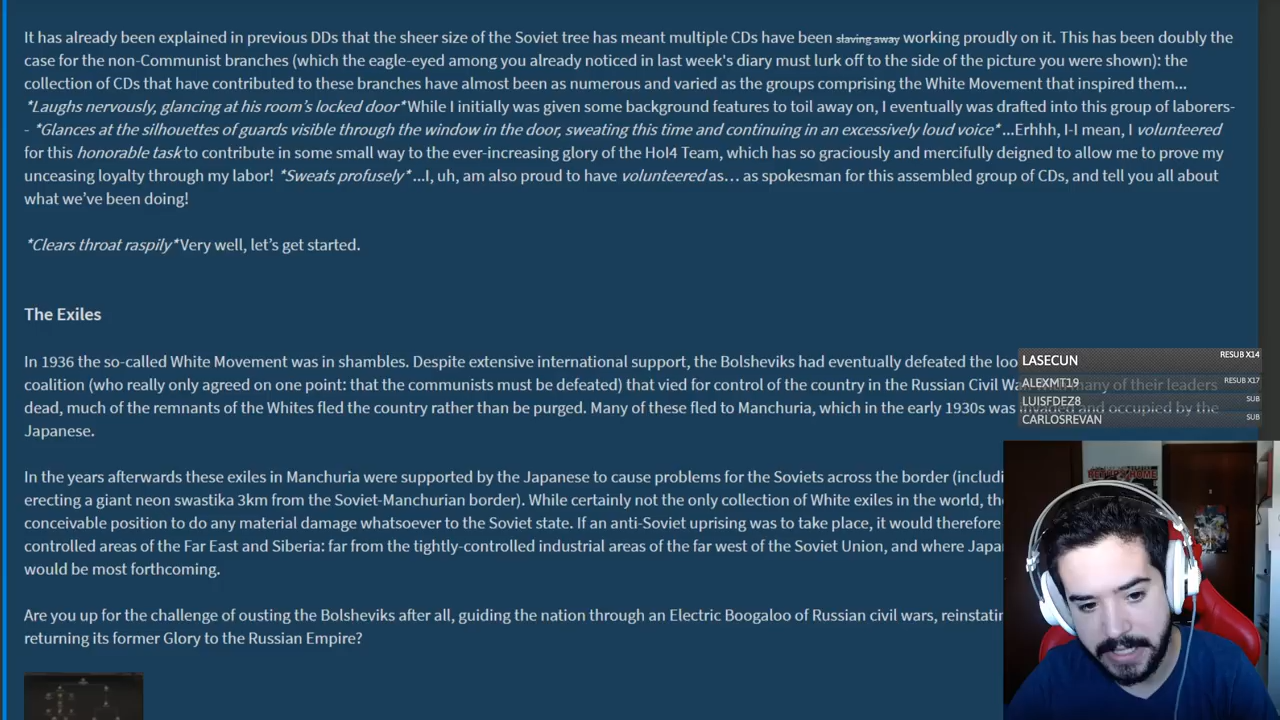 It has already been explained in previous DDs that the sheer size of the Soviet tree has meant multiple CDs have been slaving away working proudly on it. This has been doubly the
case for the non-Communist branches (which the eagle-eyed among you already noticed in last week's diary must lurk off to the side of the picture you were shown): the
collection of CDs that have contributed to these branches have almost been as numerous and varied as the groups comprising the White Movement that inspired them...
*Laughs nervously, glancing at his room's locked door* While I initially was given some background features to toil away on, I eventually was drafted into this group of laborers-
- *Glances at the silhouettes of guards visible through the window in the door, sweating this time and continuing in an excessively loud voice* ...Erhhh, I-I mean, I volunteered
for this honorable task to contribute in some small way to the ever-increasing glory of the HoI4 Team, which has so graciously and mercifully deigned to allow me to prove my
unceasing loyalty through my labor! *Sweats profusely* ...I, uh, am also proud to have volunteered as… as spokesman for this assembled group of CDs, and tell you all about
what we've been doing!
*Clears throat raspily* Very well, let's get started.
The Exiles
In 1936 the so-called White Movement was in shambles. Despite extensive international support, the Bolsheviks had eventually defeated the loo
coalition (who really only agreed on one point: that the communists must be defeated) that vied for control of the country in the Russian Civil Wa many of their leaders
dead, much of the remnants of the Whites fled the country rather than be purged. Many of these fled to Manchuria, which in the early 1930s was invaded and occupied by the
Japanese.
LASECUN RESUB X14
ALEXMT19 RESUB X17
LUISFDEZ8 SUB
CARLOSREVAN SUB
In the years afterwards these exiles in Manchuria were supported by the Japanese to cause problems for the Soviets across the border (includi
erecting a giant neon swastika 3km from the Soviet-Manchurian border). While certainly not the only collection of White exiles in the world, the
conceivable position to do any material damage whatsoever to the Soviet state. If an anti-Soviet uprising was to take place, it would therefore
controlled areas of the Far East and Siberia: far from the tightly-controlled industrial areas of the far west of the Soviet Union, and where Japa
would be most forthcoming.
Are you up for the challenge of ousting the Bolsheviks after all, guiding the nation through an Electric Boogaloo of Russian civil wars, reinstatin
returning its former Glory to the Russian Empire?